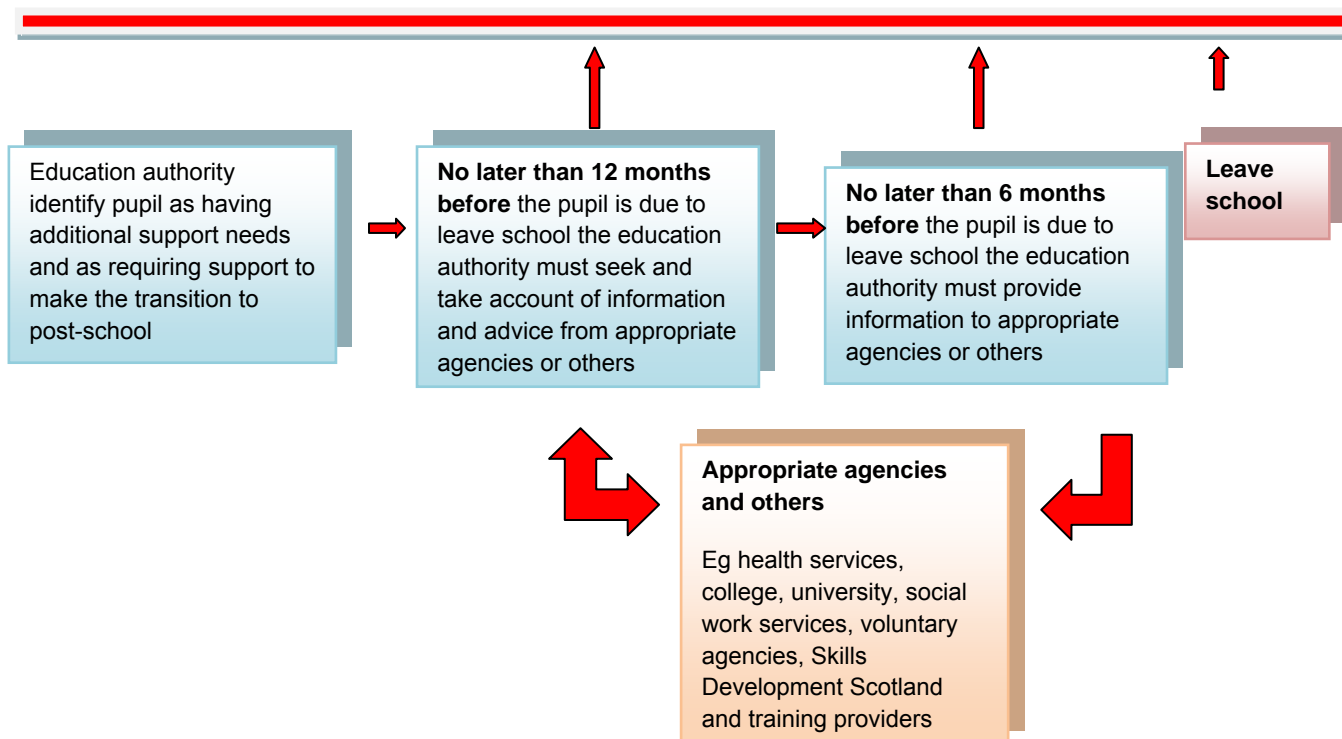 Education authority
identify pupil as having
additional support needs
and as requiring support to
make the transition to
post-school
No later than 12 months
before the pupil is due to
leave school the education
authority must seek and
take account of information
and advice from appropriate
agencies or others
No later than 6 months
before the pupil is due to
leave school the education
authority must provide
information to appropriate
agencies or others
Leave
school
Appropriate agencies
and others
Eg health services,
college, university, social
work services, voluntary
agencies, Skills
Development Scotland
and training providers